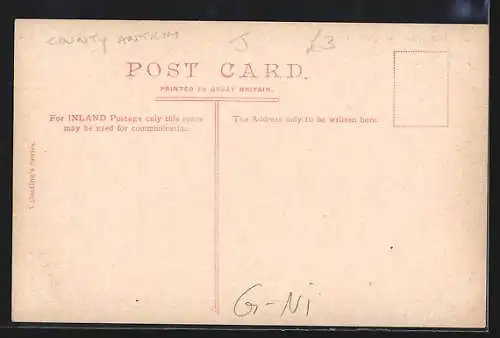 COUNTY ANTRIM J £3
POST CARD.
PRINTED IN GREAT BRITAIN.
For INLAND Postage only this space
may be used for communication.
The Address only to be written here.
Valentine's Series.
G-NI